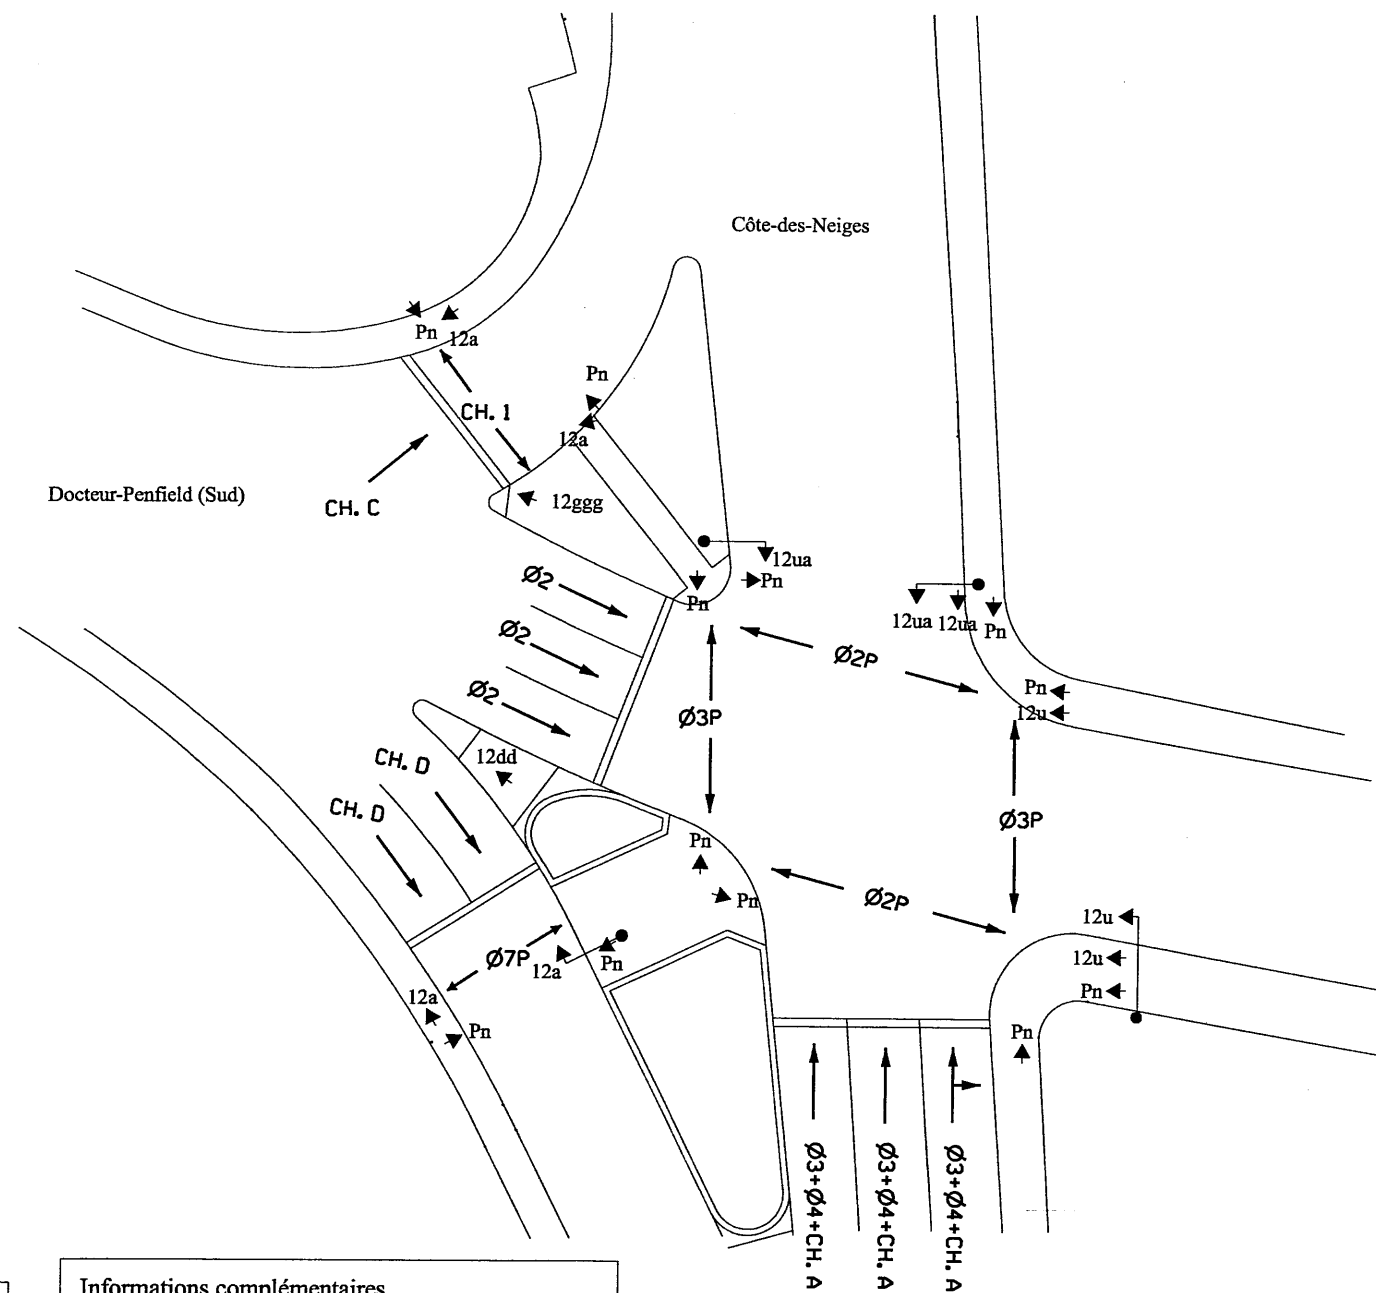 Côte-des-Neiges
Pn
12a
Pn
CH. 1
12a
Docteur-Penfield (Sud)
CH. C
12ggg
12ua
Pn
Ø2
Pn
12ua 12ua
Pn
Ø2
Ø2P
Ø2
Pn
12u
Ø3P
CH. D
12dd
CH. D
Ø3P
Pn
Pn
Ø2P
12u
Ø7P
12a
Pn
12u
12a
Pn
Pn
Pn
Ø3+Ø4+CH. A
Ø3+Ø4+CH. A
Ø3+Ø4+CH. A
Informations complémentaires